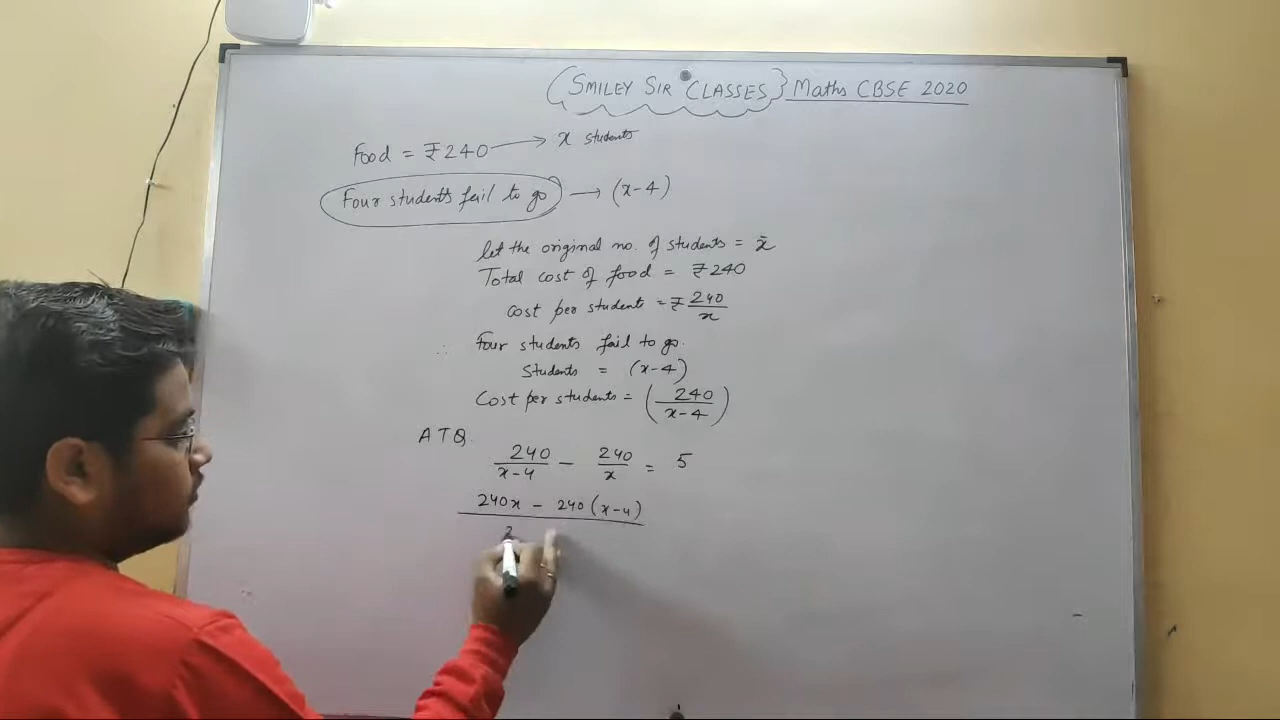 (SMILEY SIR CLASSES} Maths CBSE 2020
Food = ₹240 → x students
Four students fail to go → (x-4)
let the original no. of students = x
Total cost of food = ₹240
cost per student = ₹ 240/x
∴ Four students fail to go.
Students = (x-4)
Cost per students = (240/x-4)
ATQ.
240/x-4 - 240/x = 5
240x - 240(x-4)